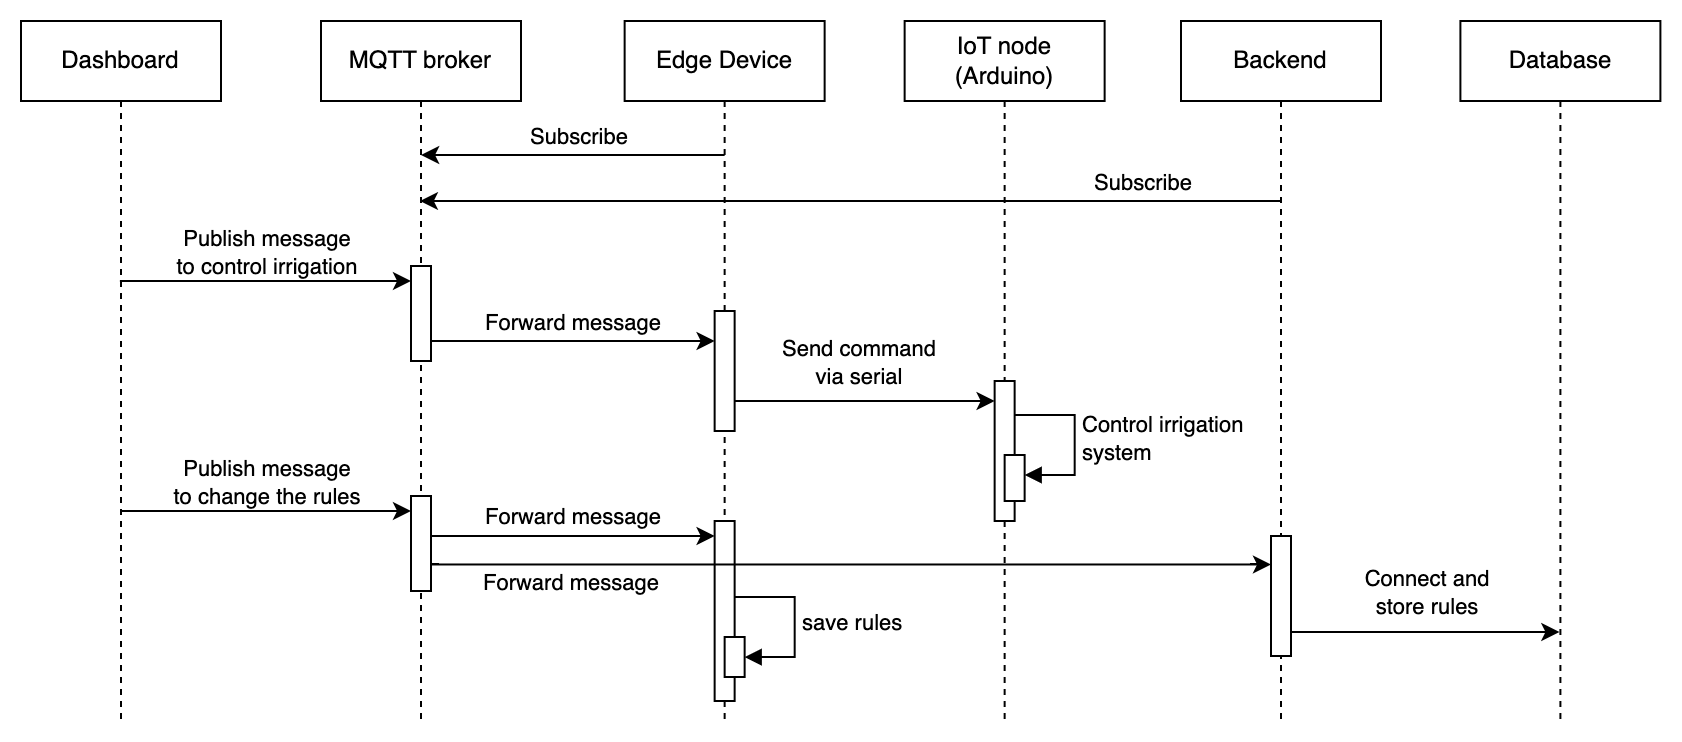 Dashboard
MQTT broker
Edge Device
IoT node
(Arduino)
Backend
Database
Subscribe
Subscribe
Publish message
to control irrigation
Forward message
Send command
via serial
Control irrigation
system
Publish message
to change the rules
Forward message
Forward message
Connect and
store rules
save rules